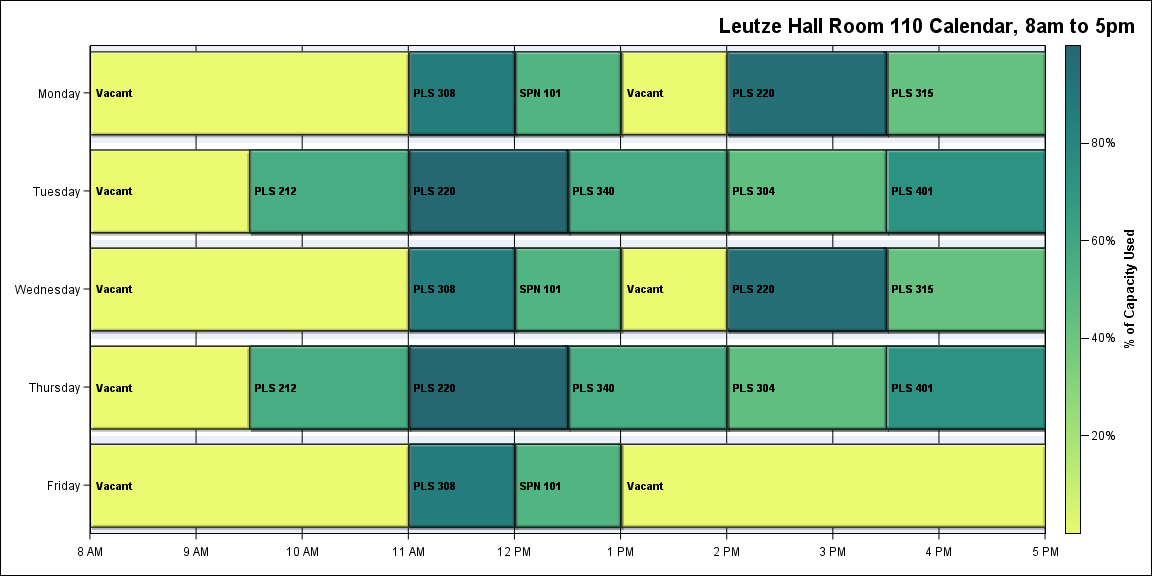 Leutze Hall Room 110 Calendar, 8am to 5pm
Monday
Vacant
PLS 308
SPN 101
Vacant
PLS 220
PLS 315
Tuesday
Vacant
PLS 212
PLS 220
PLS 340
PLS 304
PLS 401
Wednesday
Vacant
PLS 308
SPN 101
Vacant
PLS 220
PLS 315
Thursday
Vacant
PLS 212
PLS 220
PLS 340
PLS 304
PLS 401
Friday
Vacant
PLS 308
SPN 101
Vacant
8 AM
9 AM
10 AM
11 AM
12 PM
1 PM
2 PM
3 PM
4 PM
5 PM
80%
60%
40%
20%
% of Capacity Used